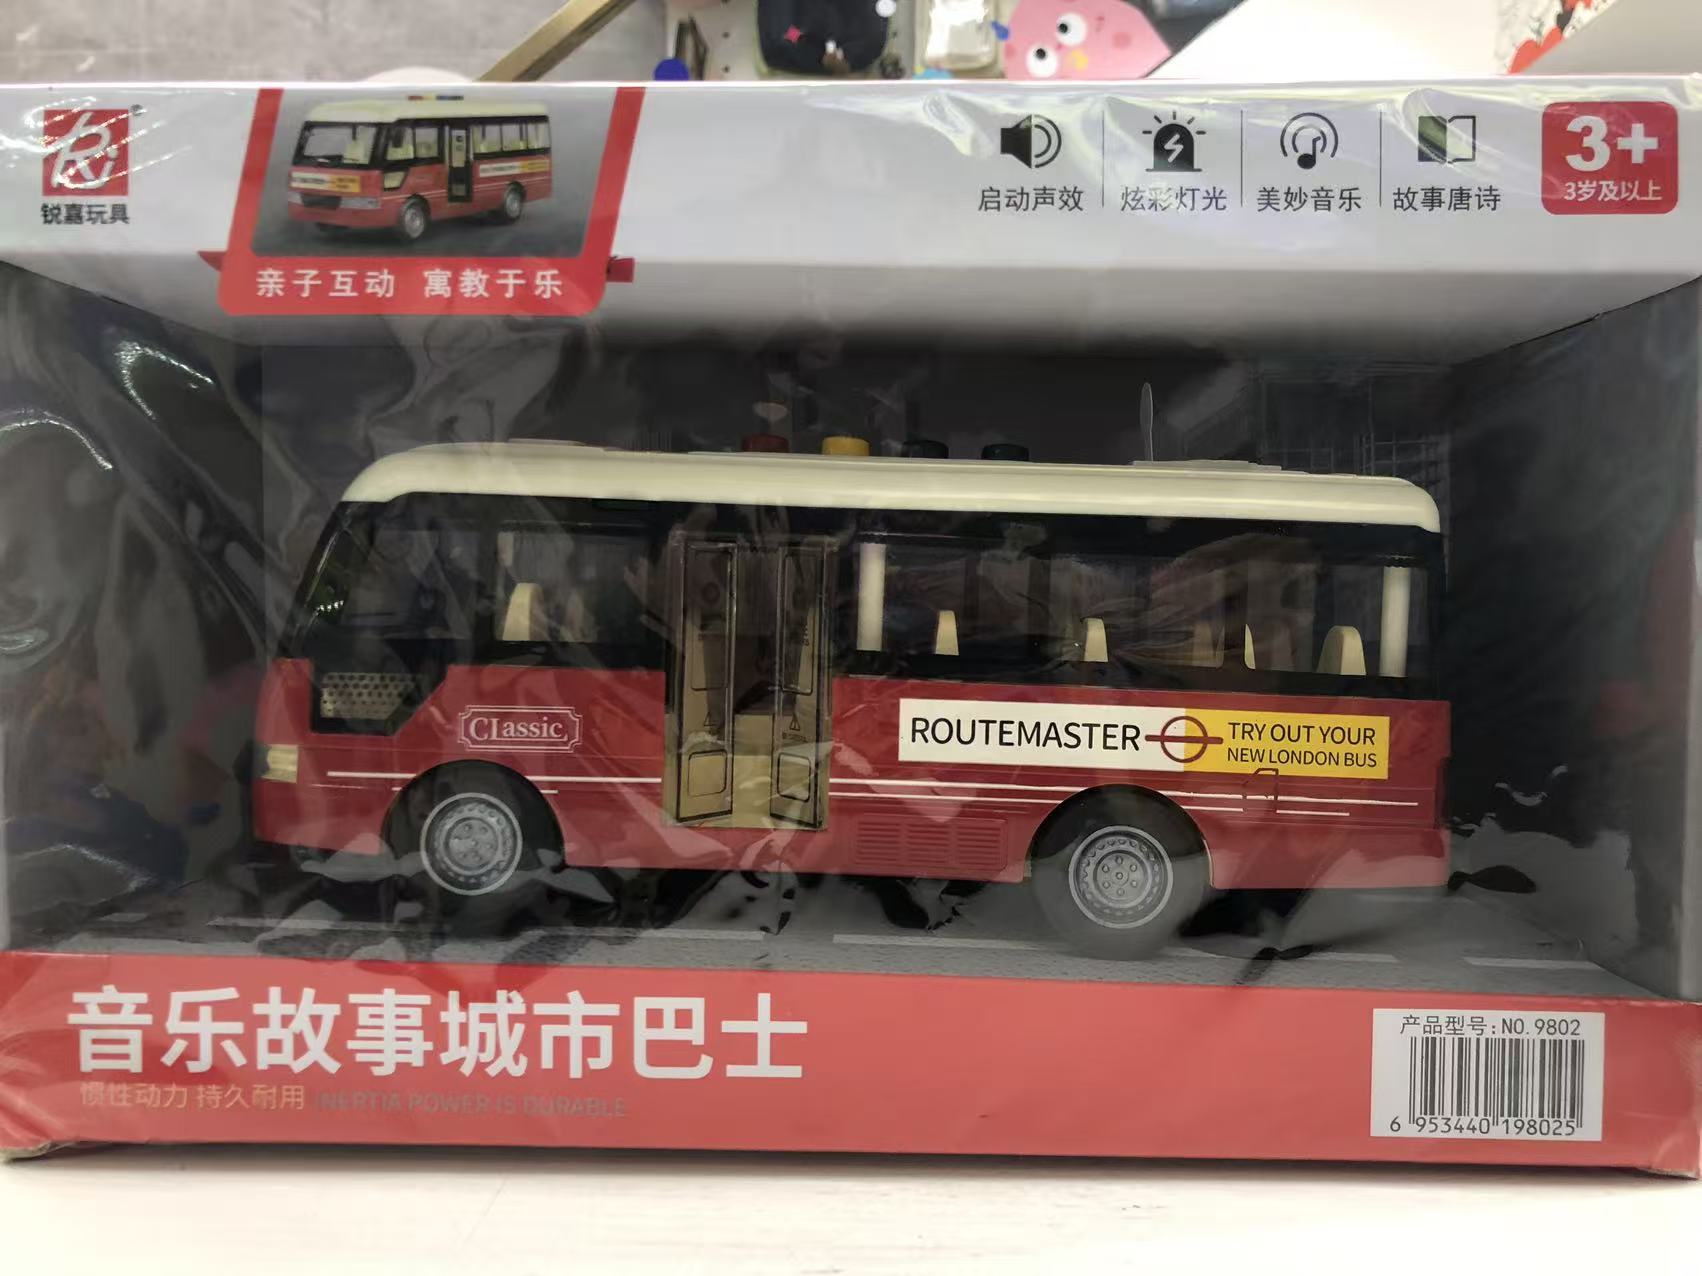 Ri
锐嘉玩具
亲子互动 寓教于乐
启动声效
炫彩灯光
美妙音乐
故事唐诗
3+
3岁及以上
CLassic
ROUTEMASTER
TRY OUT YOUR
NEW LONDON BUS
音乐故事城市巴士
惯性动力 持久耐用 INERTIA POWER IS DURABLE
产品型号:NO.9802
6 953440 198025